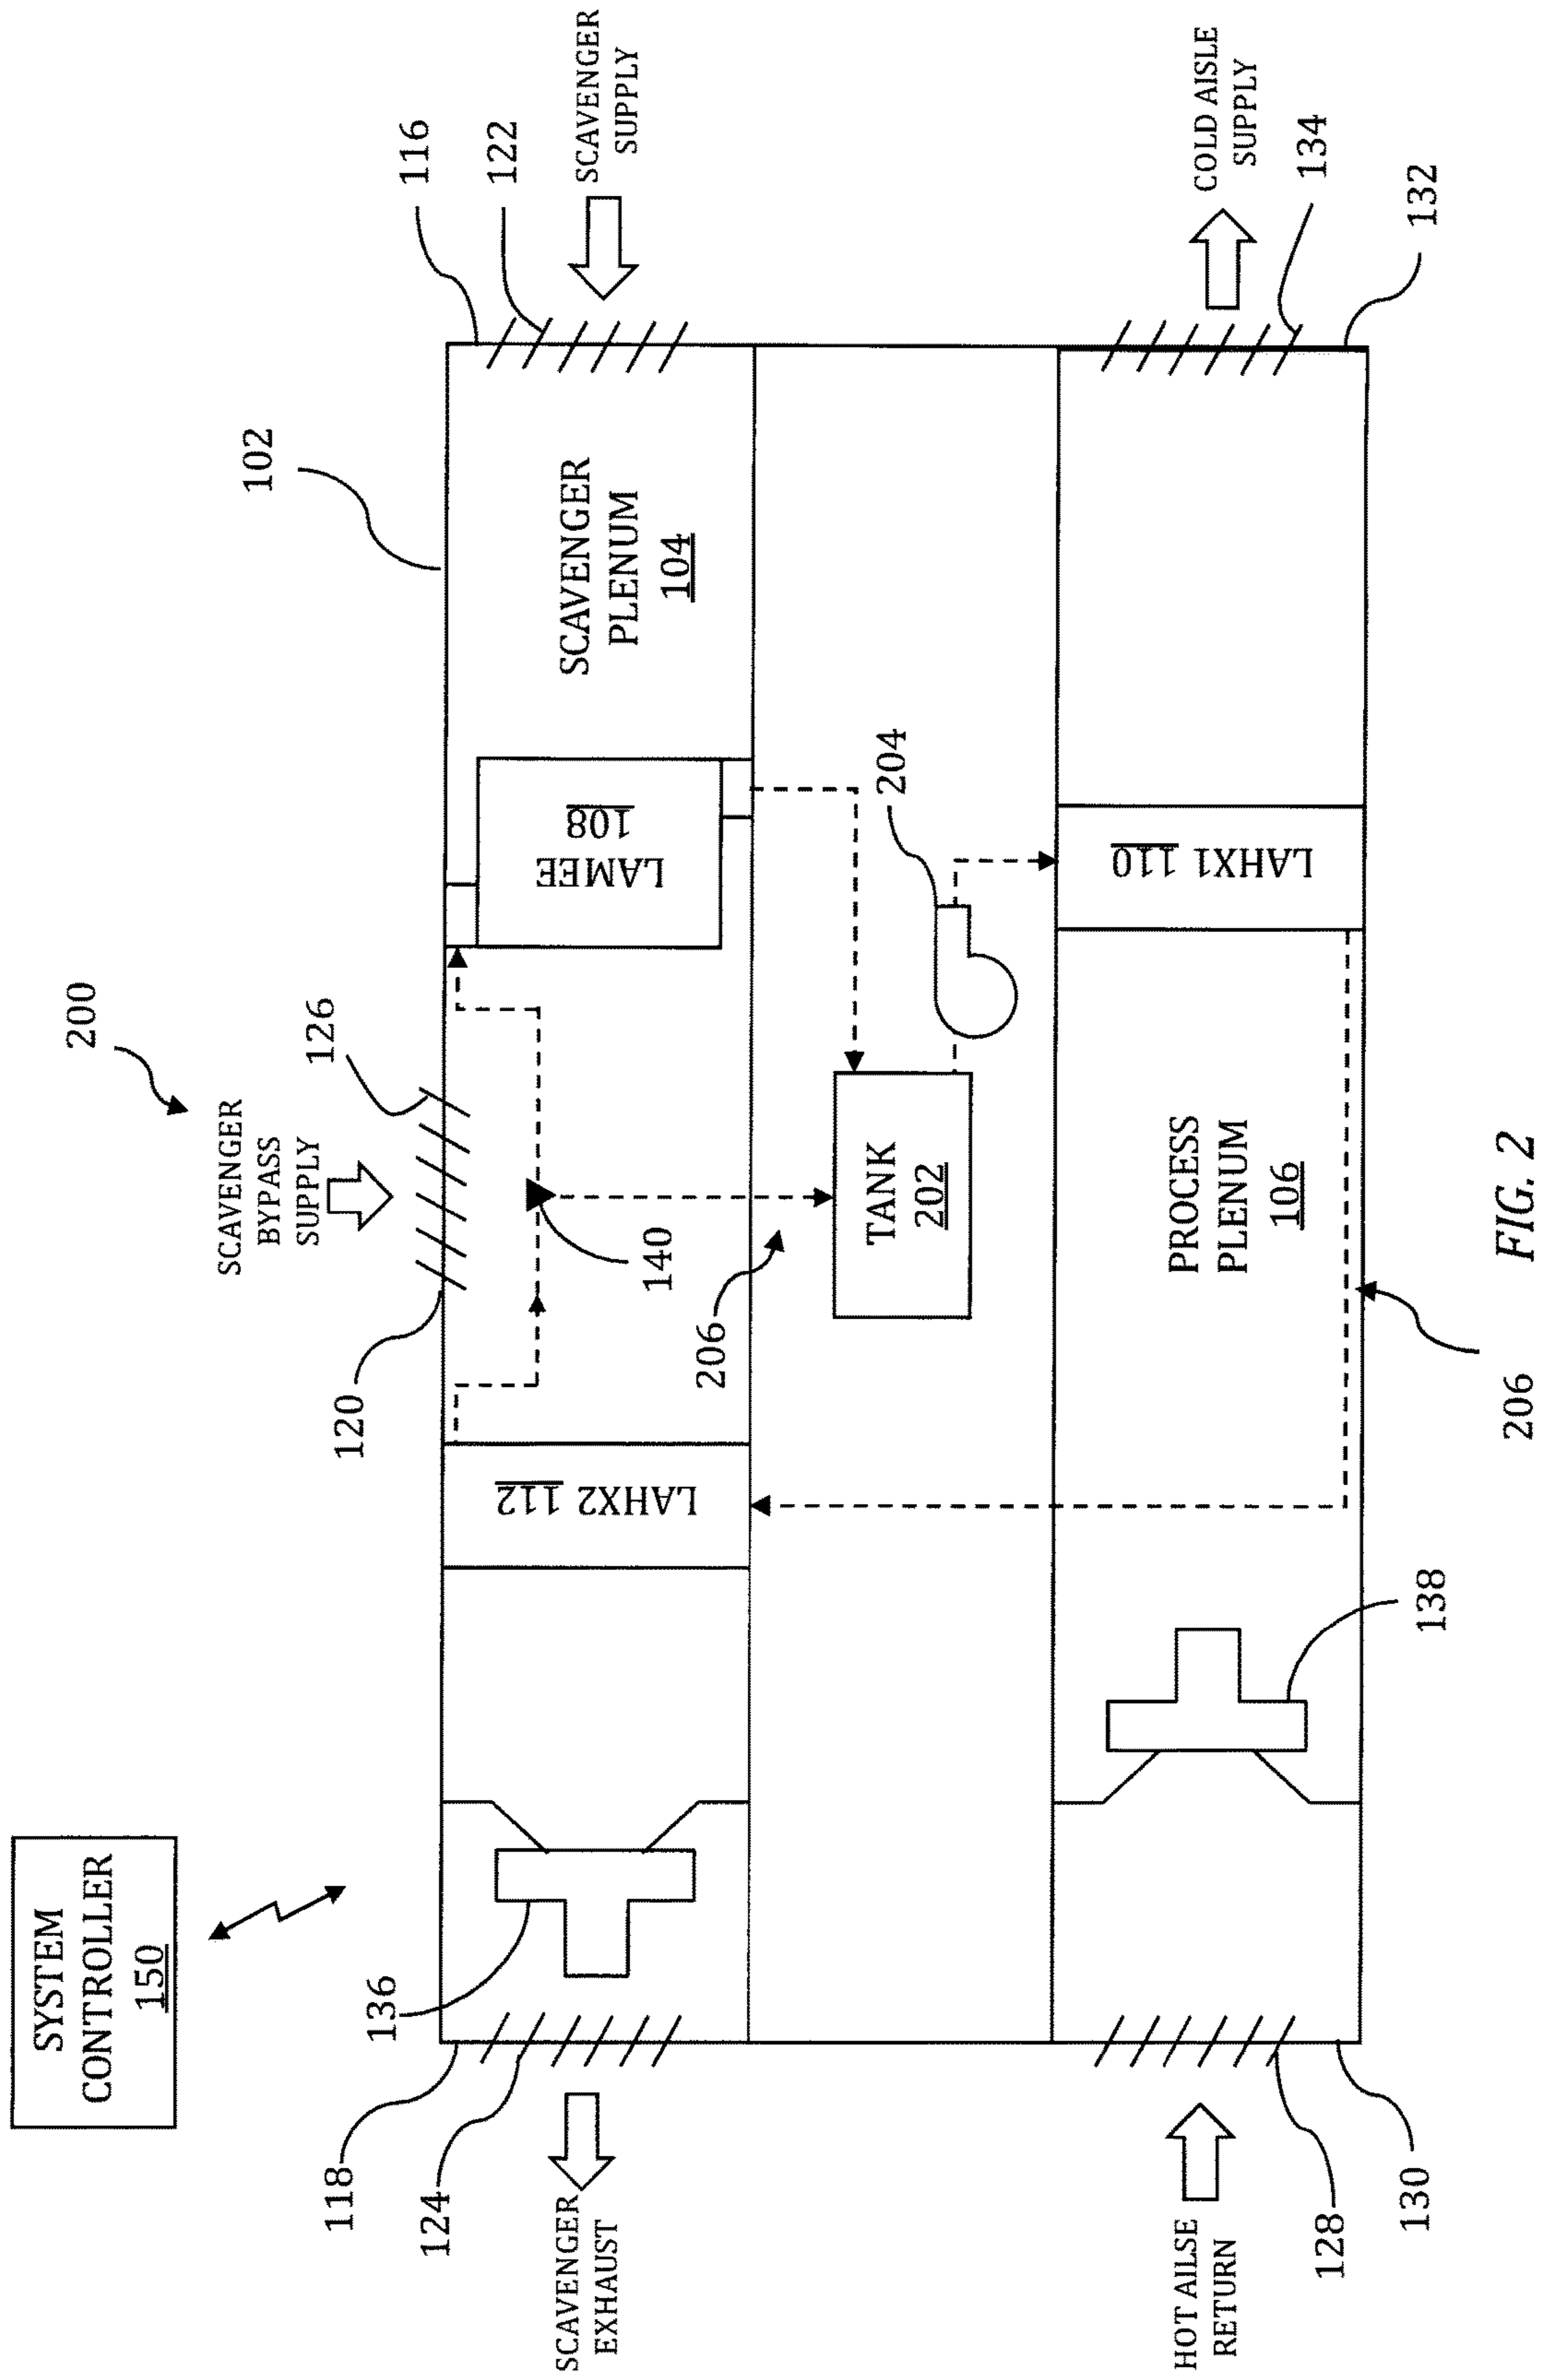 SYSTEM
CONTROLLER
150
200
SCAVENGER
BYPASS
SUPPLY
102
126
120
118
136
116
124
122
SCAVENGER
EXHAUST
LAHX2 112
140
LAMEE
108
SCAVENGER
PLENUM
104
SCAVENGER
SUPPLY
206
TANK
202
204
HOT AILSE
RETURN
PROCESS
PLENUM
106
LAHX1 110
COLD AISLE
SUPPLY
128
134
130
138
132
206
FIG. 2